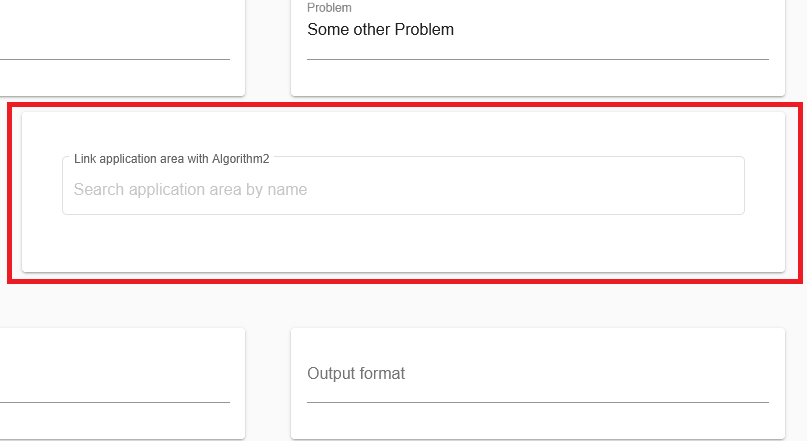 Problem
Some other Problem
Link application area with Algorithm2
Search application area by name
Output format